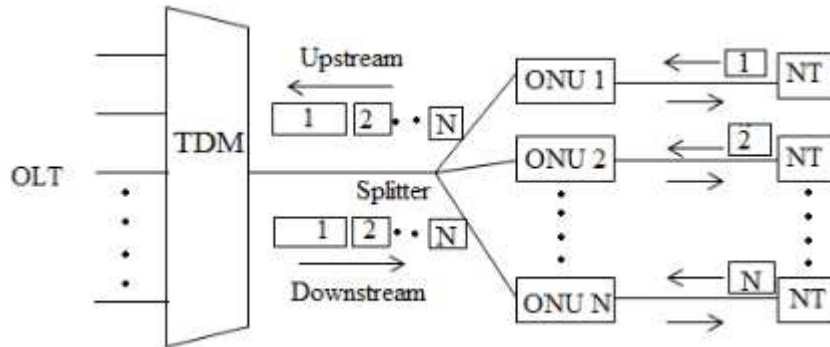 Upstream
1 2 N
TDM
OLT
Splitter
1 2 N
Downstream
ONU 1
1
NT
ONU 2
2
NT
ONU N
N
NT